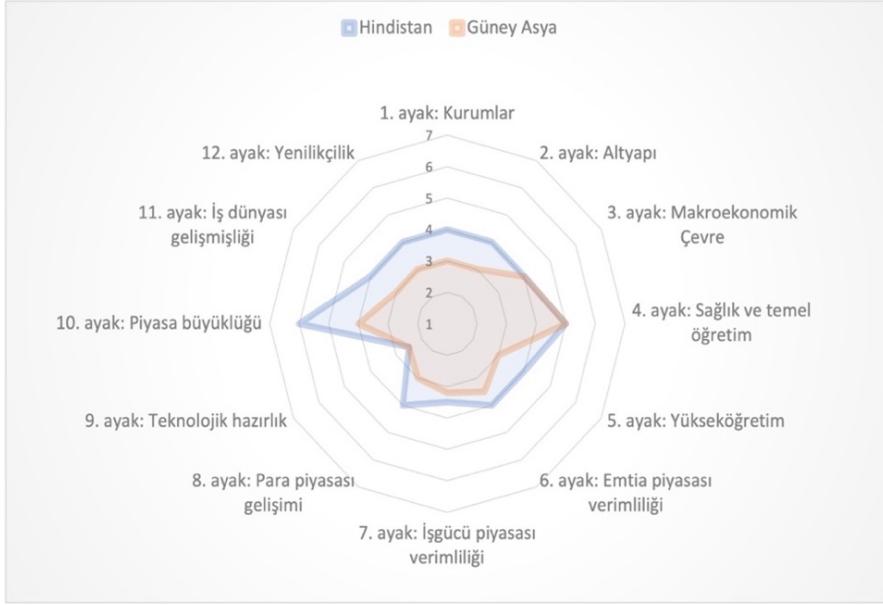 Hindistan Güney Asya
1. ayak: Kurumlar
2. ayak: Altyapı
3. ayak: Makroekonomik
Çevre
4. ayak: Sağlık ve temel
öğretim
5. ayak: Yükseköğretim
6. ayak: Emtia piyasası
verimliliği
7. ayak: İşgücü piyasası
verimliliği
8. ayak: Para piyasası
gelişimi
9. ayak: Teknolojik hazırlık
10. ayak: Piyasa büyüklüğü
11. ayak: İş dünyası
gelişmişliği
12. ayak: Yenilikçilik
7
6
5
4
3
2
1